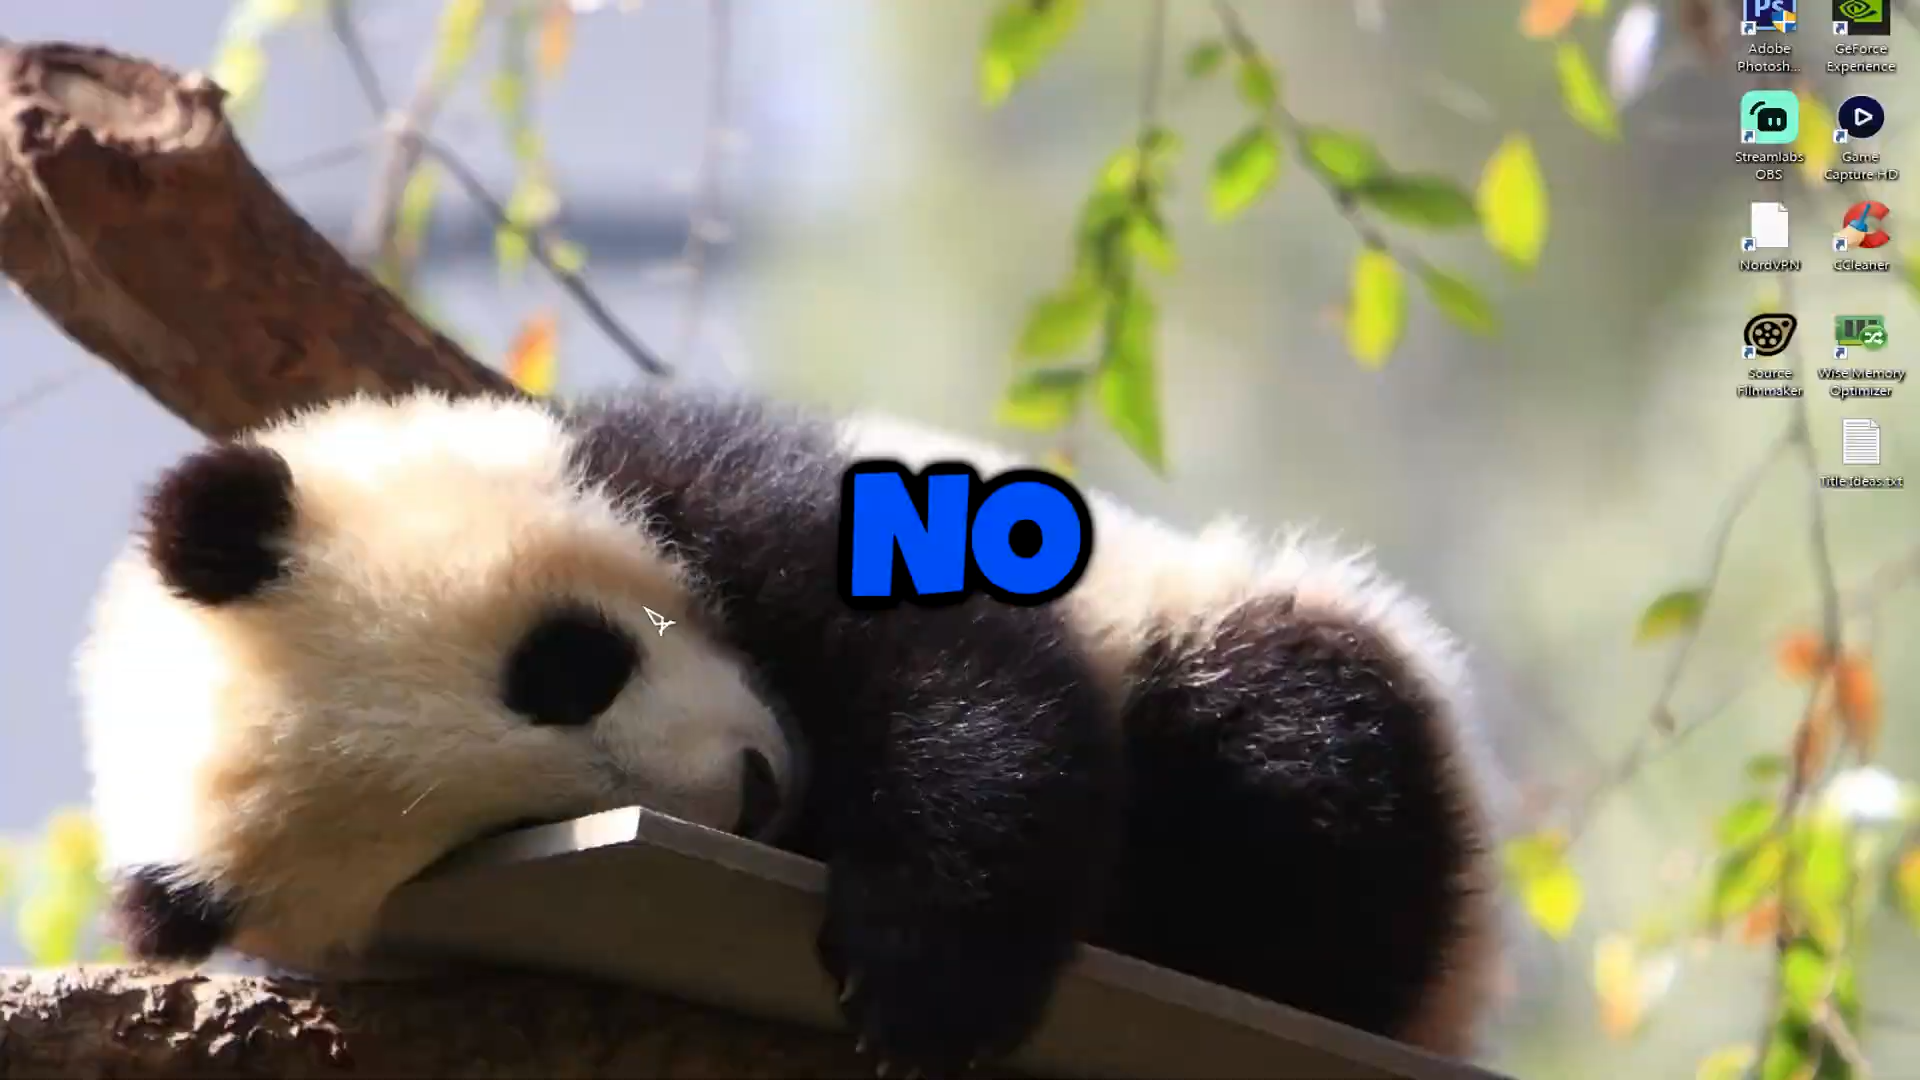 Ps
Adobe
Photosh...
GeForce
Experience
Streamlabs
OBS
Game
Capture HD
NordVPN
CCleaner
Source
Filmmaker
Wise Memory
Optimizer
Title Ideas.txt
NO